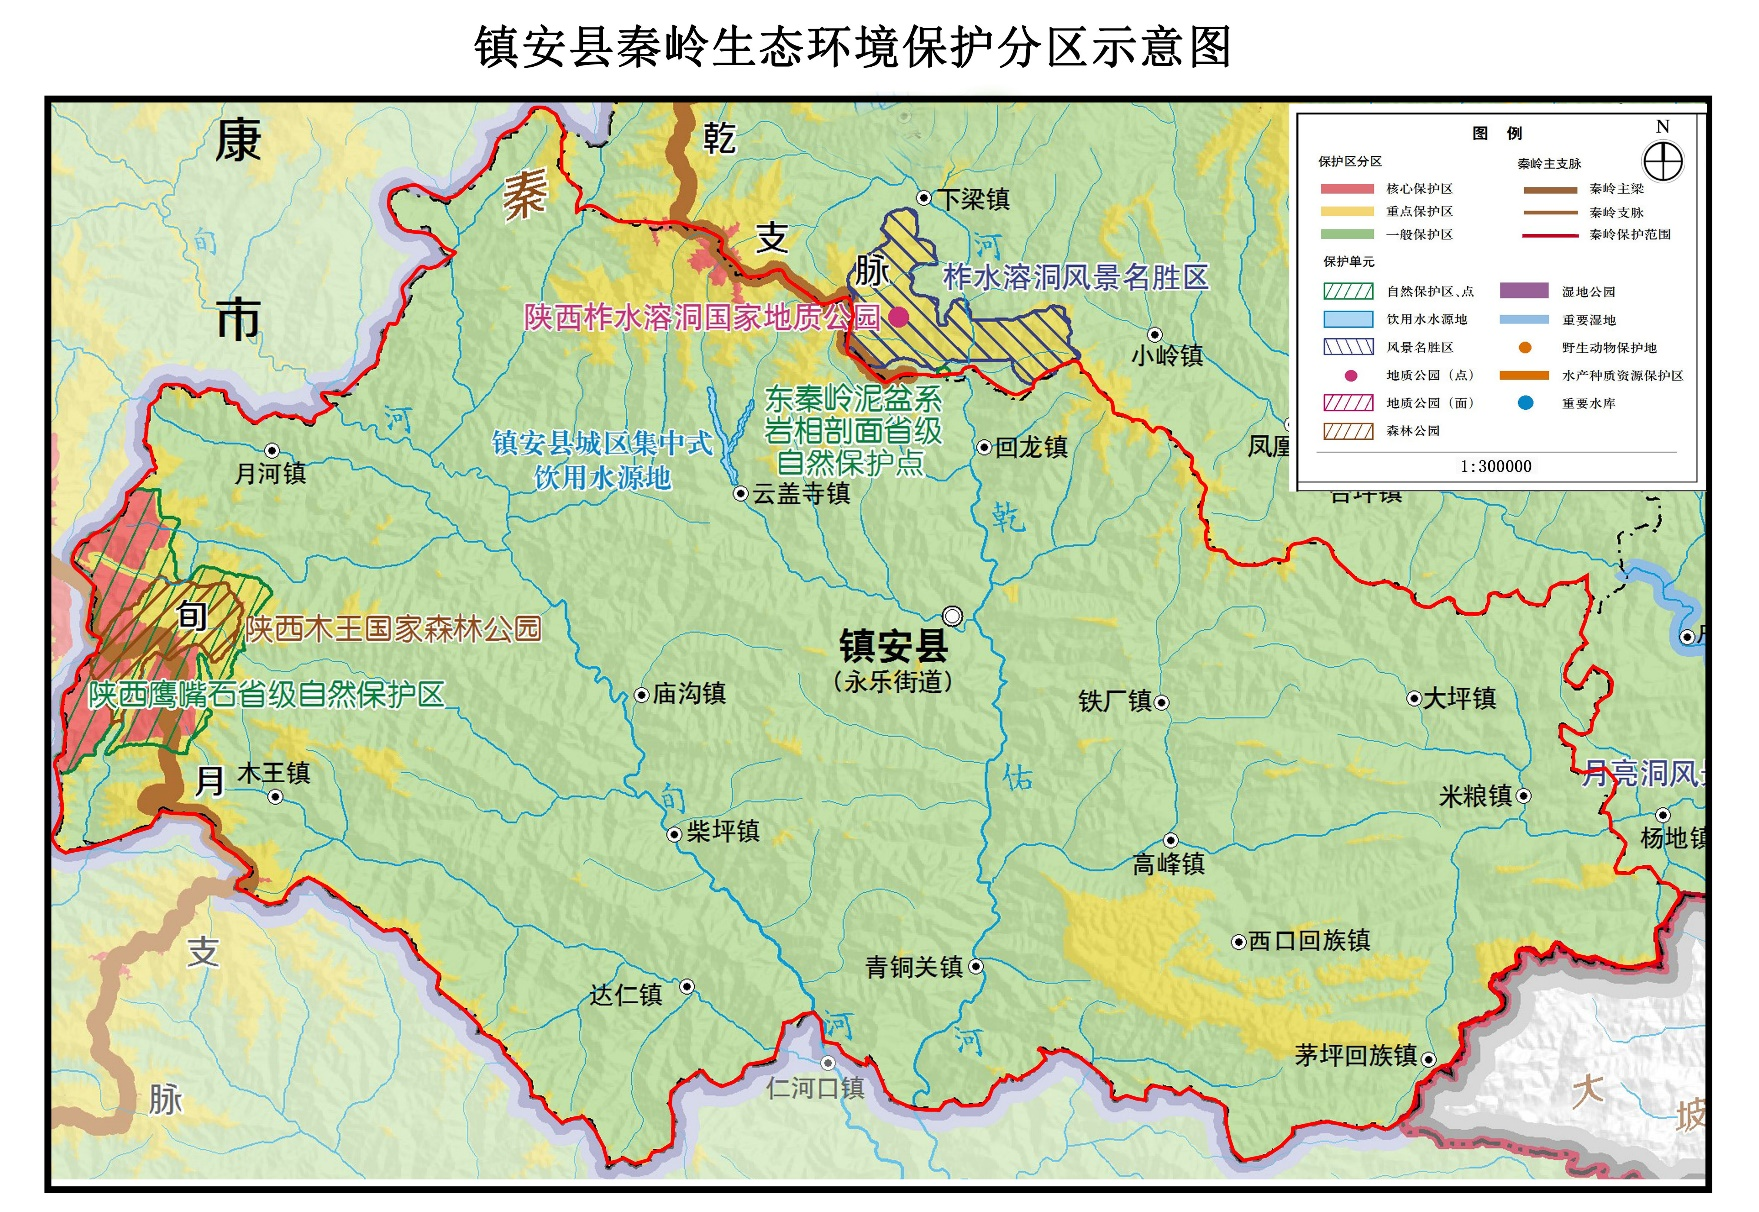 镇安县秦岭生态环境保护分区示意图
康
市
旬
秦
乾
支
脉
下梁镇
河
柞水溶洞风景名胜区
陕西柞水溶洞国家地质公园
小岭镇
东秦岭泥盆系
岩相剖面省级
自然保护点
镇安县城区集中式
饮用水源地
河
月河镇
云盖寺镇
回龙镇
乾
凤凰
图 例
N
保护区分区
核心保护区
重点保护区
一般保护区
秦岭主支脉
秦岭主梁
秦岭支脉
秦岭保护范围
保护单元
自然保护区、点
饮用水水源地
风景名胜区
地质公园（点）
地质公园（面）
森林公园
湿地公园
重要湿地
野生动物保护地
水产种质资源保护区
重要水库
1:300000
旬
陕西木王国家森林公园
陕西鹰嘴石省级自然保护区
镇安县
（永乐街道）
庙沟镇
铁厂镇
大坪镇
月
木王镇
旬
柴坪镇
佑
月亮洞风景
米粮镇
杨地镇
高峰镇
支
脉
达仁镇
青铜关镇
西口回族镇
河
河
仁河口镇
茅坪回族镇
大
坡